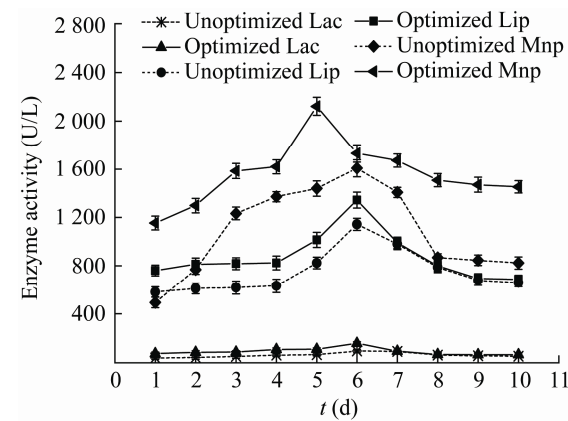 2 800
2 400
2 000
1 600
1 200
800
400
Enzyme activity (U/L)
Unoptimized Lac
Optimized Lip
Optimized Lac
Unoptimized Mnp
Unoptimized Lip
Optimized Mnp
0 1 2 3 4 5 6 7 8 9 10 11
t (d)